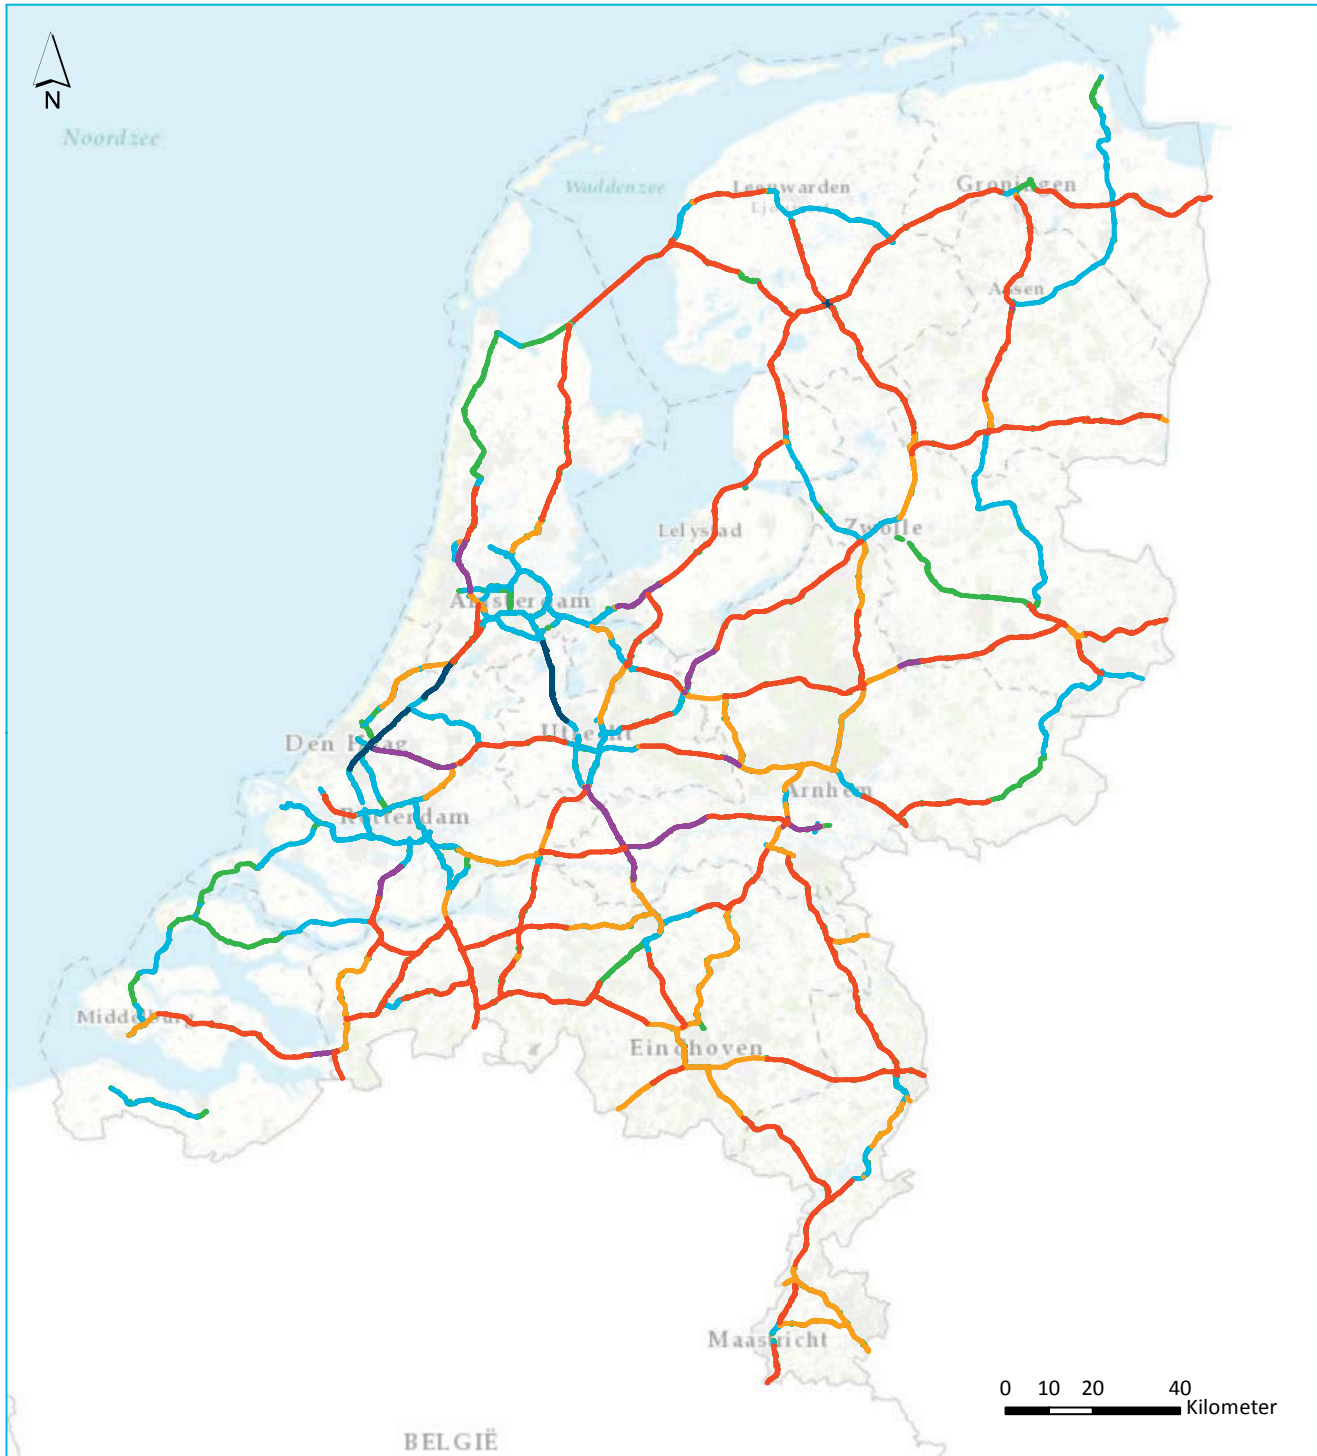 N
Noordzee
Waddenzee
Leeuwarden
Groningen
Assen
Lelystad
Zwolle
Amsterdam
Den Haag
Utrecht
Arnhem
Rotterdam
Middelburg
Eindhoven
Maastricht
0 10 20 40
Kilometer
BELGIË